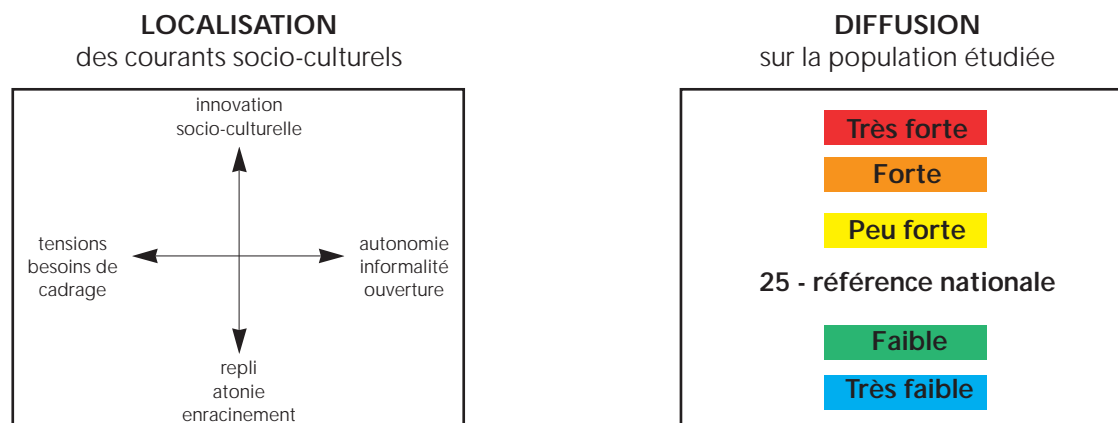 LOCALISATION
des courants socio-culturels
innovation
socio-culturelle
tensions
besoins de
cadrage
autonomie
informalité
ouverture
repli
atonie
enracinement
DIFFUSION
sur la population étudiée
Très forte
Forte
Peu forte
25 - référence nationale
Faible
Très faible